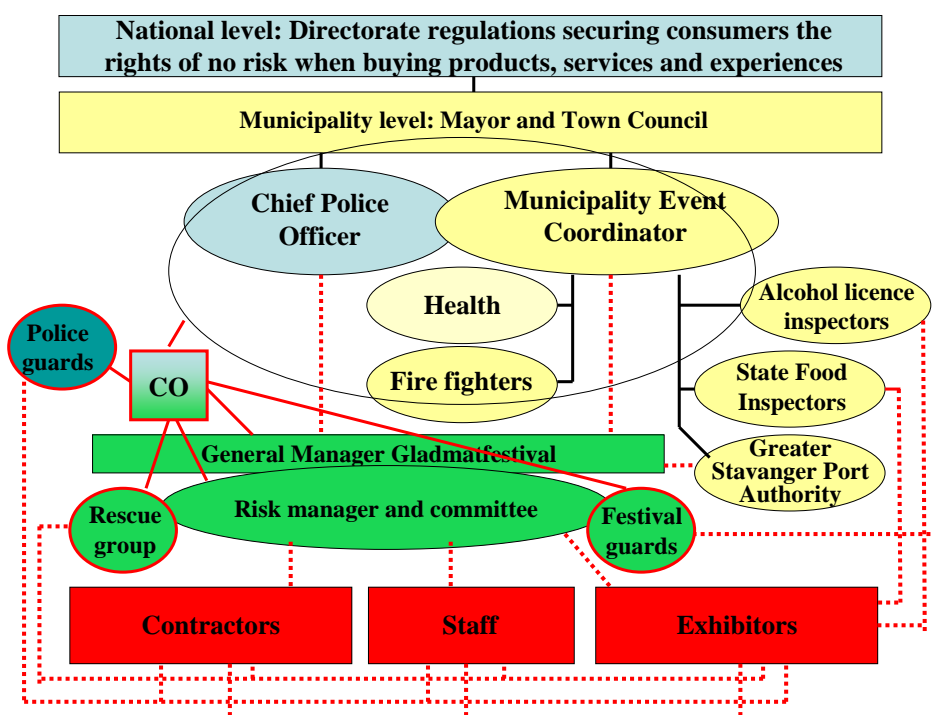 National level: Directorate regulations securing consumers the
rights of no risk when buying products, services and experiences
Municipality level: Mayor and Town Council
Chief Police
Officer
Municipality Event
Coordinator
Health
Alcohol licence
inspectors
Police
guards
CO
Fire fighters
State Food
Inspectors
General Manager Gladmatfestival
Greater
Stavanger Port
Authority
Rescue
group
Risk manager and committee
Festival
guards
Contractors
Staff
Exhibitors